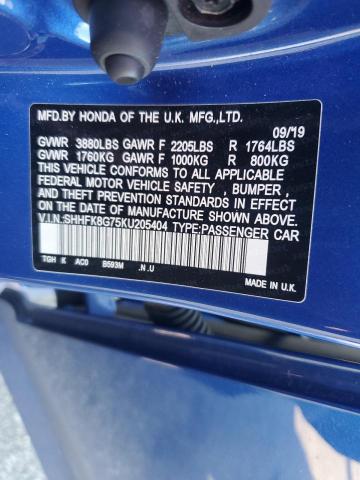 MFD.BY HONDA OF THE U.K. MFG.,LTD.
09/19
GVWR 3880LBS GAWR F 2205LBS R 1764LBS
GVWR 1760KG GAWR F 1000KG R 800KG
THIS VEHICLE CONFORMS TO ALL APPLICABLE
FEDERAL MOTOR VEHICLE SAFETY , BUMPER ,
AND THEFT PREVENTION STANDARDS IN EFFECT
ON THE DATE OF MANUFACTURE SHOWN ABOVE.
V.I.N.:SHHFK8G75KU205404 TYPE:PASSENGER CAR
TGH K AC0 B593M .N.U
MADE IN U.K.